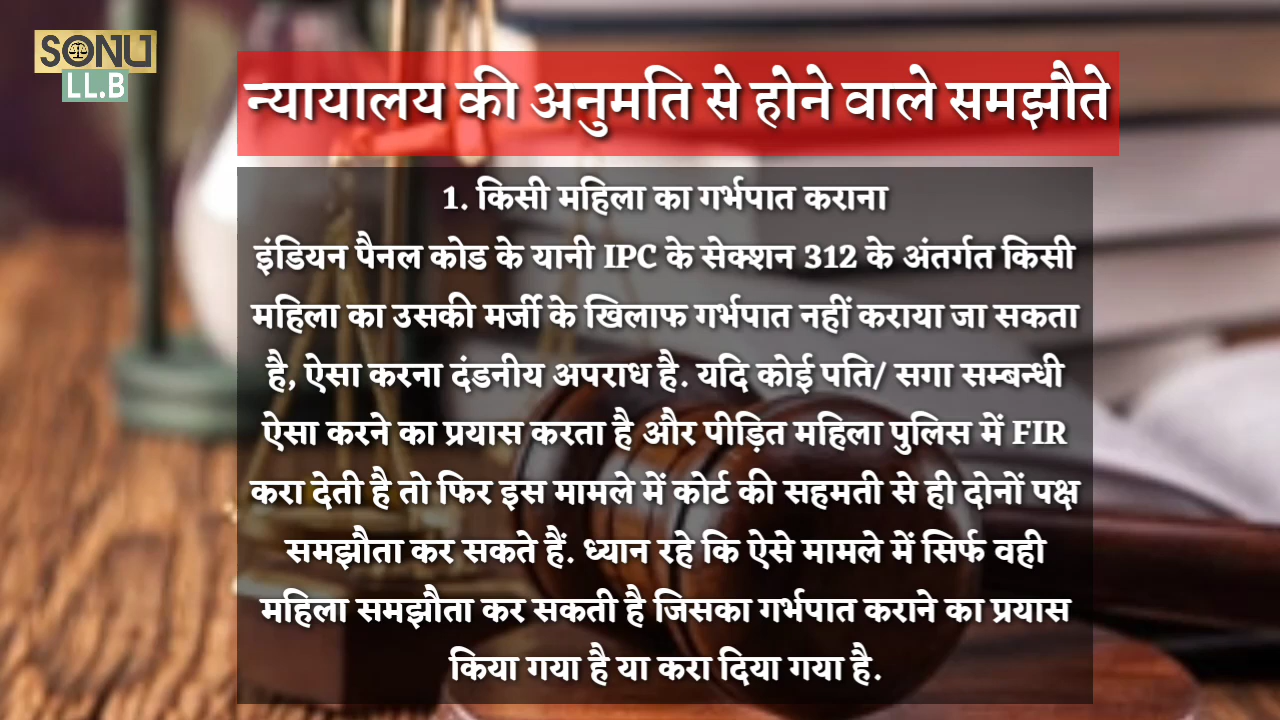 SONU
LL.B
न्यायालय की अनुमति से होने वाले समझौते
1. किसी महिला का गर्भपात कराना
इंडियन पैनल कोड के यानी IPC के सेक्शन 312 के अंतर्गत किसी
महिला का उसकी मर्जी के खिलाफ गर्भपात नहीं कराया जा सकता
है, ऐसा करना दंडनीय अपराध है. यदि कोई पति/ सगा सम्बन्धी
ऐसा करने का प्रयास करता है और पीड़ित महिला पुलिस में FIR
करा देती है तो फिर इस मामले में कोर्ट की सहमती से ही दोनों पक्ष
समझौता कर सकते हैं. ध्यान रहे कि ऐसे मामले में सिर्फ वही
महिला समझौता कर सकती है जिसका गर्भपात कराने का प्रयास
किया गया है या करा दिया गया है.